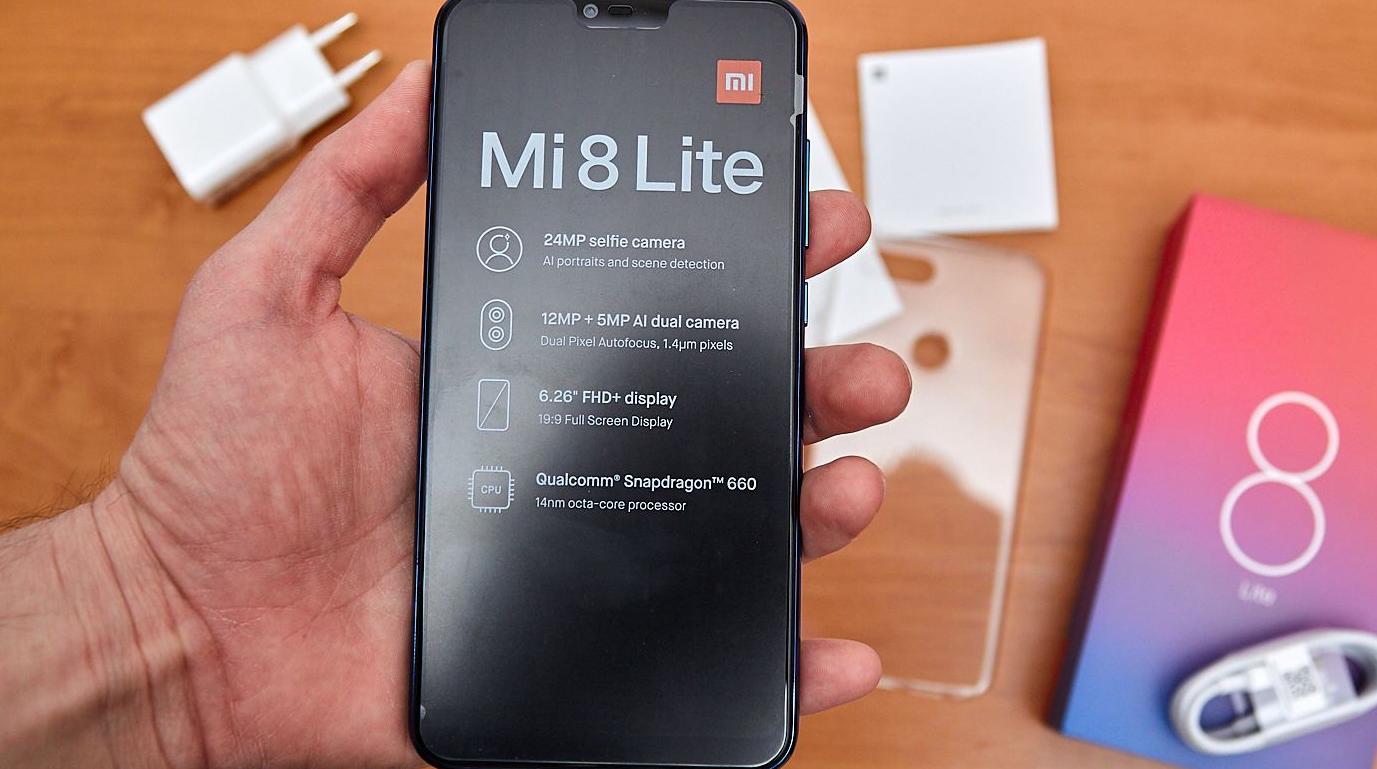 mi
Mi 8 Lite
24MP selfie camera
AI portraits and scene detection
12MP + 5MP AI dual camera
Dual Pixel Autofocus, 1.4µm pixels
6.26" FHD+ display
19:9 Full Screen Display
CPU
Qualcomm® Snapdragon™ 660
14nm octa-core processor
8
Lite